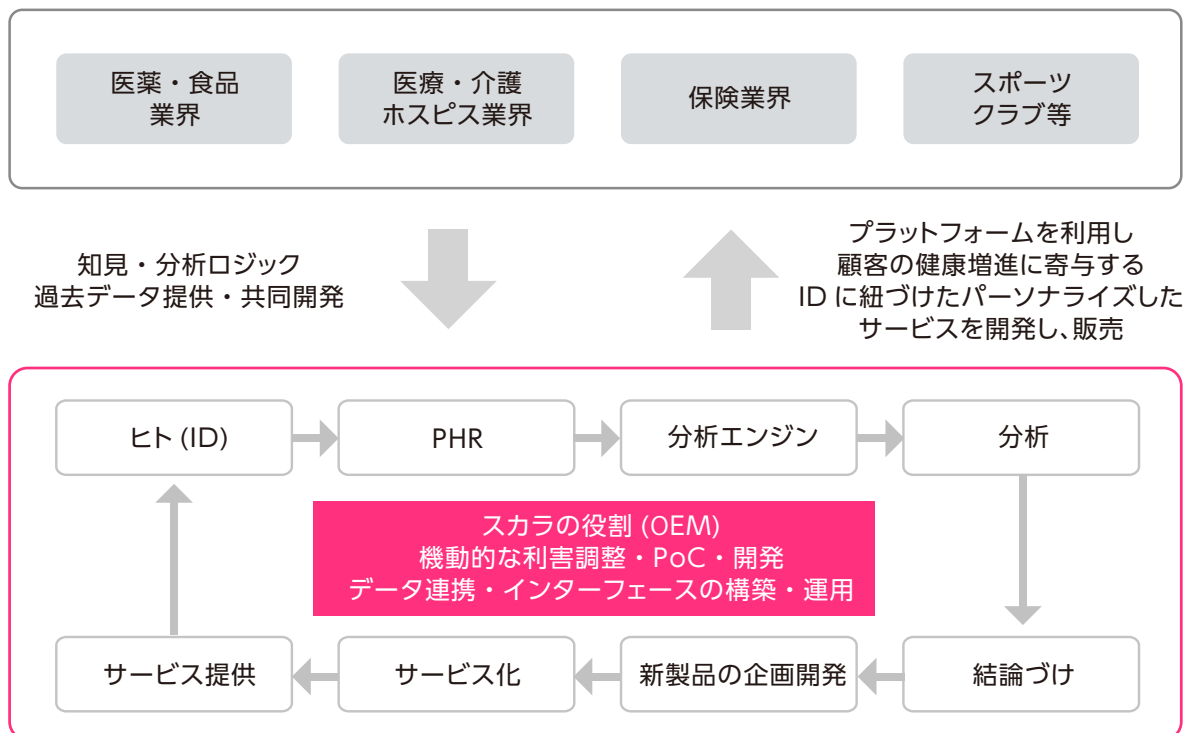 医薬・食品
業界
医療・介護
ホスピス業界
保険業界
スポーツ
クラブ等
知見・分析ロジック
過去データ提供・共同開発
プラットフォームを利用し
顧客の健康増進に寄与する
IDに紐づけたパーソナライズした
サービスを開発し、販売
ヒト (ID)
PHR
分析エンジン
分析
スカラの役割 (OEM)
機動的な利害調整・PoC・開発
データ連携・インターフェースの構築・運用
サービス提供
サービス化
新製品の企画開発
結論づけ